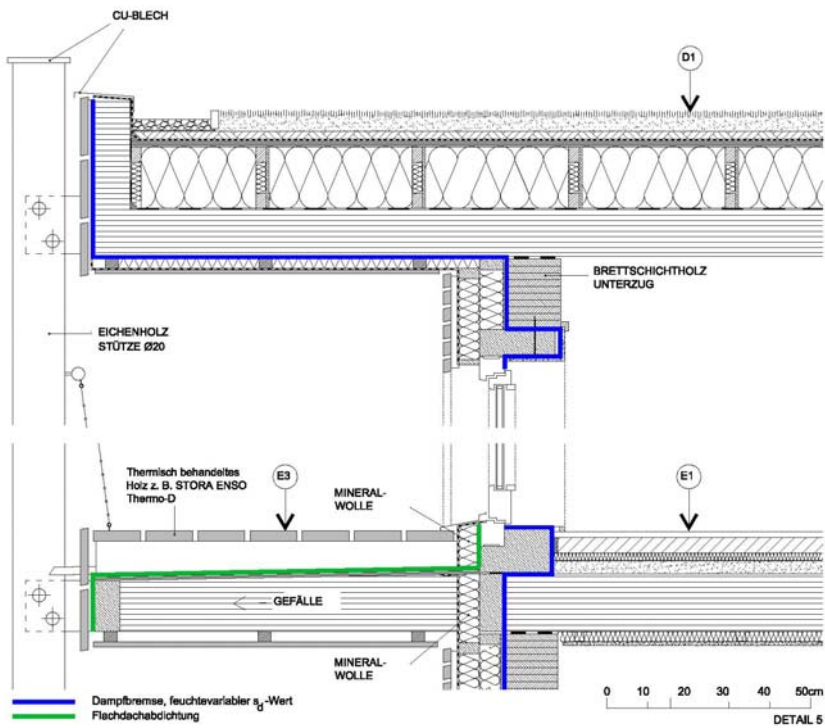 CU-BLECH
D1
BRETTSCHICHTHOLZ
UNTERZUG
EICHENHOLZ
STÜTZE Ø20
Thermisch behandeltes
Holz z. B. STORA ENSO
Thermo-D
E3
MINERAL-
WOLLE
E1
GEFÄLLE
MINERAL-
WOLLE
Dampfbremse, feuchtevariabler sd-Wert
Flachdachabdichtung
0 10 20 30 40 50cm
DETAIL 5